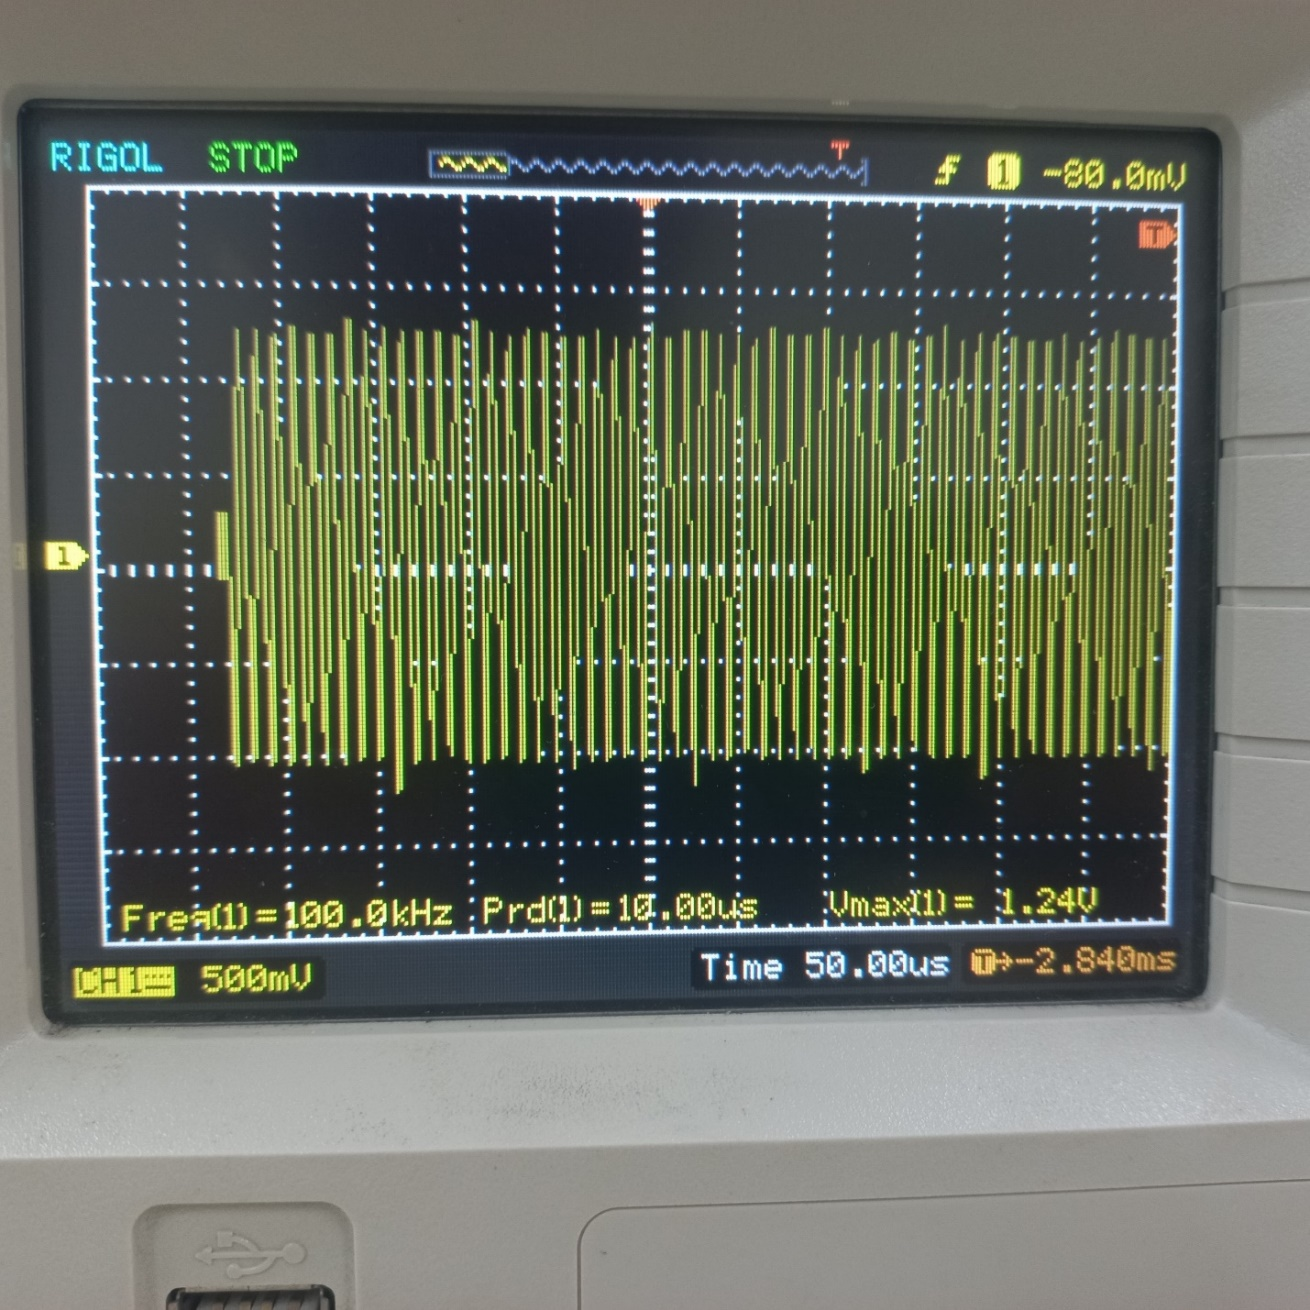 RIGOL STOP T 1 -80.0mV
T
1
Freq(1)=100.0kHz Prd(1)=10.00us Vmax(1)= 1.24V
CH1 500mV Time 50.00us T→-2.840ms